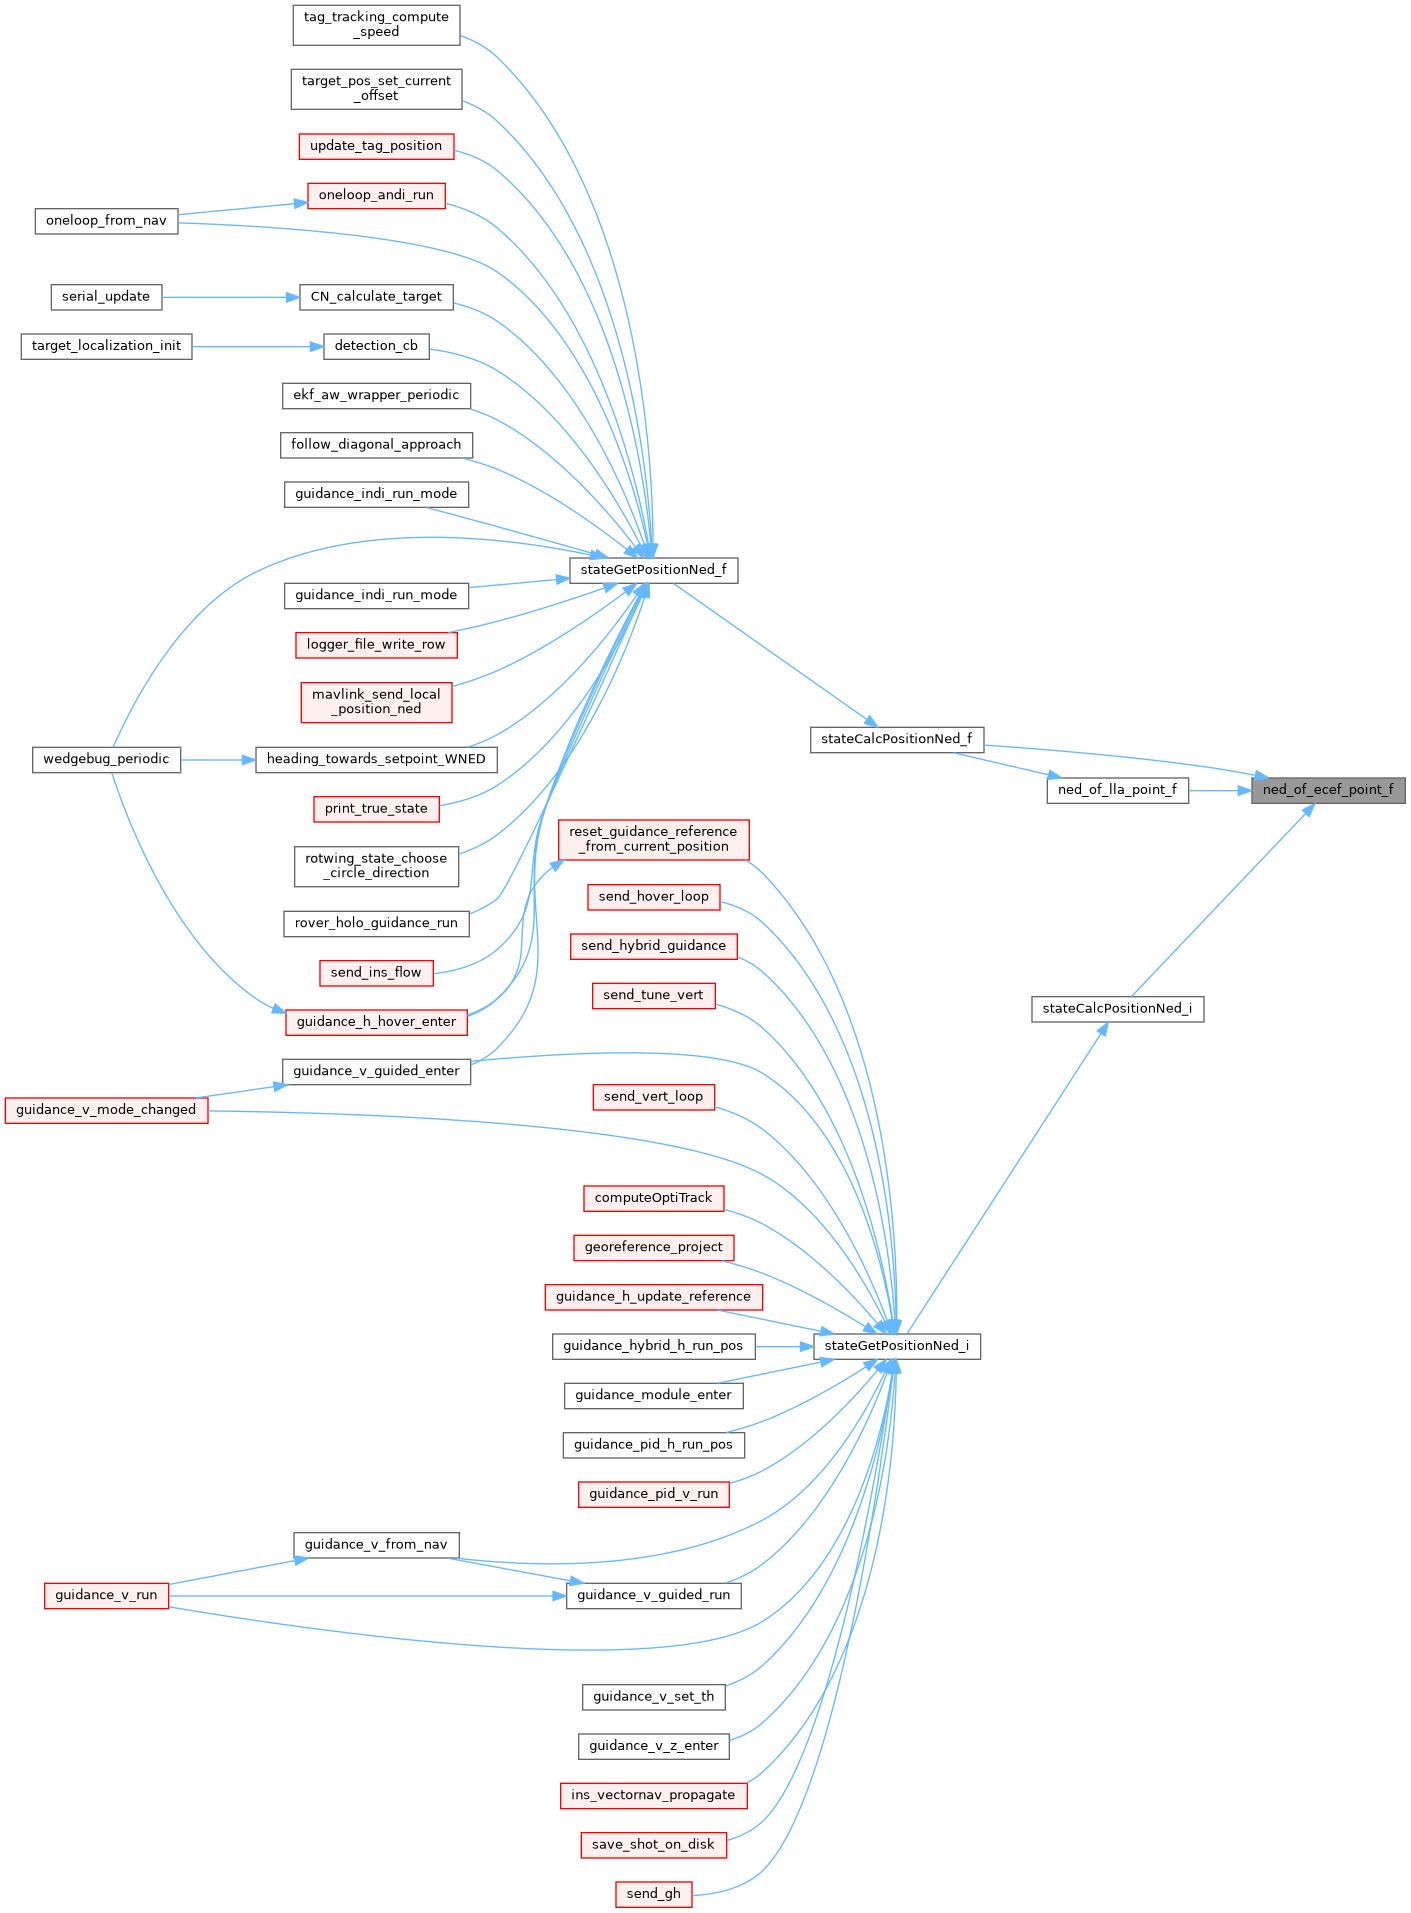 tag_tracking_compute
_speed
target_pos_set_current
_offset
update_tag_position
oneloop_andi_run
oneloop_from_nav
serial_update
CN_calculate_target
target_localization_init
detection_cb
ekf_aw_wrapper_periodic
follow_diagonal_approach
guidance_indi_run_mode
stateGetPositionNed_f
guidance_indi_run_mode
logger_file_write_row
mavlink_send_local
_position_ned
stateCalcPositionNed_f
wedgebug_periodic
heading_towards_setpoint_WNED
ned_of_lla_point_f
ned_of_ecef_point_f
print_true_state
reset_guidance_reference
_from_current_position
rotwing_state_choose
_circle_direction
send_hover_loop
rover_holo_guidance_run
send_hybrid_guidance
send_ins_flow
send_tune_vert
stateCalcPositionNed_i
guidance_h_hover_enter
guidance_v_guided_enter
send_vert_loop
guidance_v_mode_changed
computeOptiTrack
georeference_project
guidance_h_update_reference
guidance_hybrid_h_run_pos
stateGetPositionNed_i
guidance_module_enter
guidance_pid_h_run_pos
guidance_pid_v_run
guidance_v_from_nav
guidance_v_run
guidance_v_guided_run
guidance_v_set_th
guidance_v_z_enter
ins_vectornav_propagate
save_shot_on_disk
send_gh